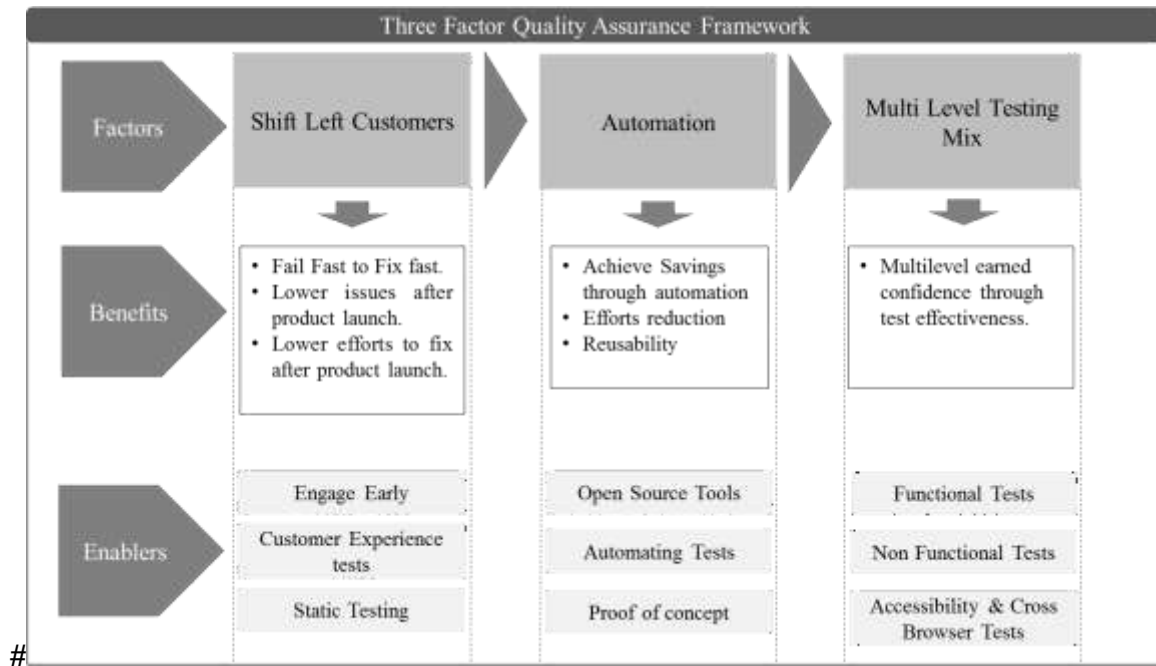 Three Factor Quality Assurance Framework
Factors
Shift Left Customers
Automation
Multi Level Testing
Mix
Benefits
• Fail Fast to Fix fast.
• Lower issues after
product launch.
• Lower efforts to fix
after product launch.
• Achieve Savings
through automation
• Efforts reduction
• Reusability
• Multilevel earned
confidence through
test effectiveness.
Enablers
Engage Early
Customer Experience
tests
Static Testing
Open Source Tools
Automating Tests
Proof of concept
Functional Tests
Non Functional Tests
Accessibility & Cross
Browser Tests
#